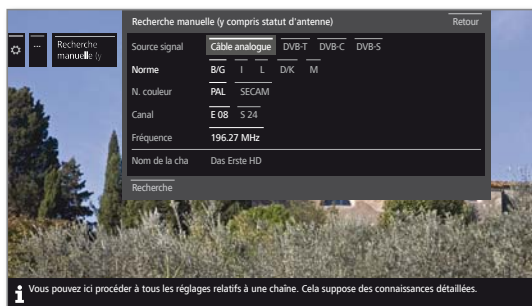 Recherche manuelle (y compris statut d'antenne) Retour
... Recherche
manuelle (y
Source signal Câble analogue DVB-T DVB-C DVB-S
Norme B/G I L D/K M
N. couleur PAL SECAM
Canal E 08 S 24
Fréquence 196.27 MHz
Nom de la cha Das Erste HD
Recherche
i Vous pouvez ici procéder à tous les réglages relatifs à une chaîne. Cela suppose des connaissances détaillées.